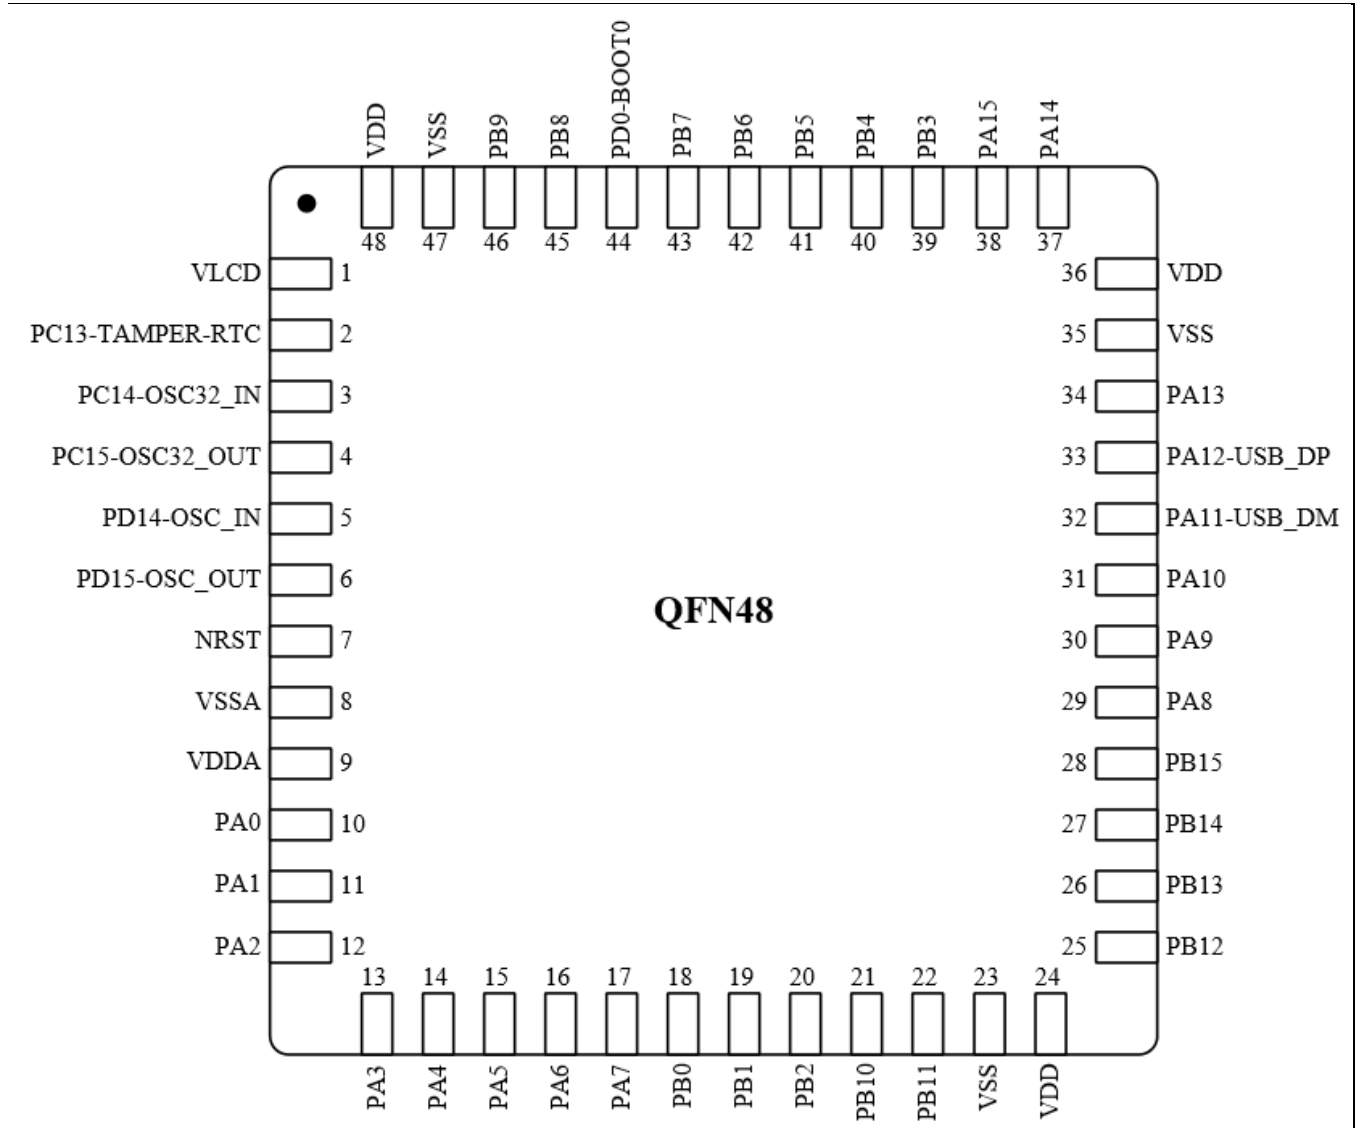 VDD VSS PB9 PB8 PD0-BOOT0 PB7 PB6 PB5 PB4 PB3 PA15 PA14
48 47 46 45 44 43 42 41 40 39 38 37
VLCD 1 36 VDD
PC13-TAMPER-RTC 2 35 VSS
PC14-OSC32_IN 3 34 PA13
PC15-OSC32_OUT 4 33 PA12-USB_DP
PD14-OSC_IN 5 32 PA11-USB_DM
PD15-OSC_OUT 6 31 PA10
QFN48
NRST 7 30 PA9
VSSA 8 29 PA8
VDDA 9 28 PB15
PA0 10 27 PB14
PA1 11 26 PB13
PA2 12 25 PB12
13 14 15 16 17 18 19 20 21 22 23 24
PA3 PA4 PA5 PA6 PA7 PB0 PB1 PB2 PB10 PB11 VSS VDD